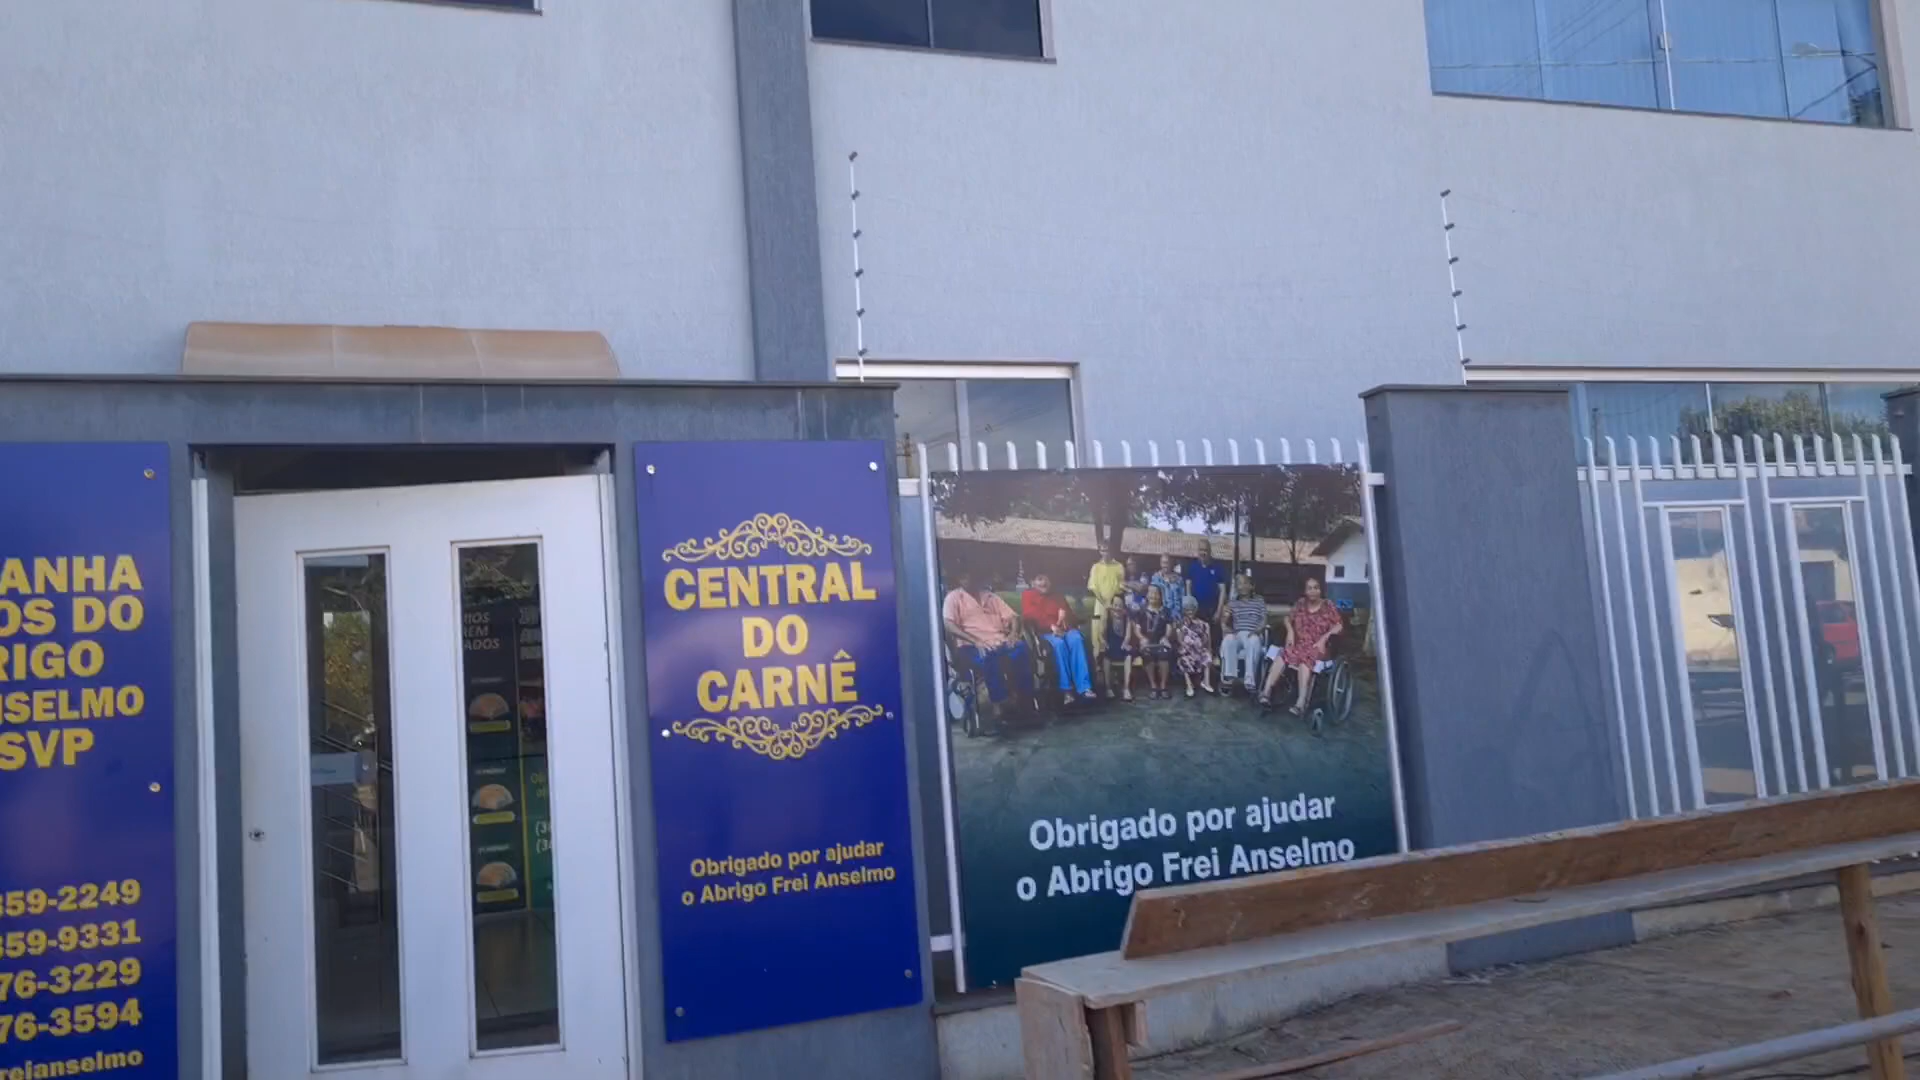 ANHA
OS DO
RIGO
NSELMO
SVP
359-2249
359-9331
76-3229
76-3594
freianselmo
CENTRAL
DO
CARNÊ
Obrigado por ajudar
o Abrigo Frei Anselmo
Obrigado por ajudar
o Abrigo Frei Anselmo